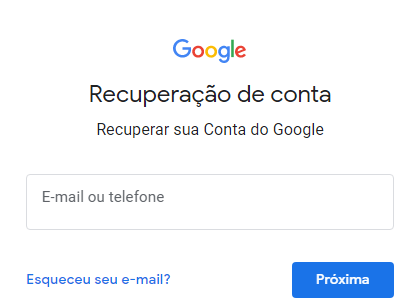 Google
Recuperação de conta
Recuperar sua Conta do Google
E-mail ou telefone
Esqueceu seu e-mail?
Próxima